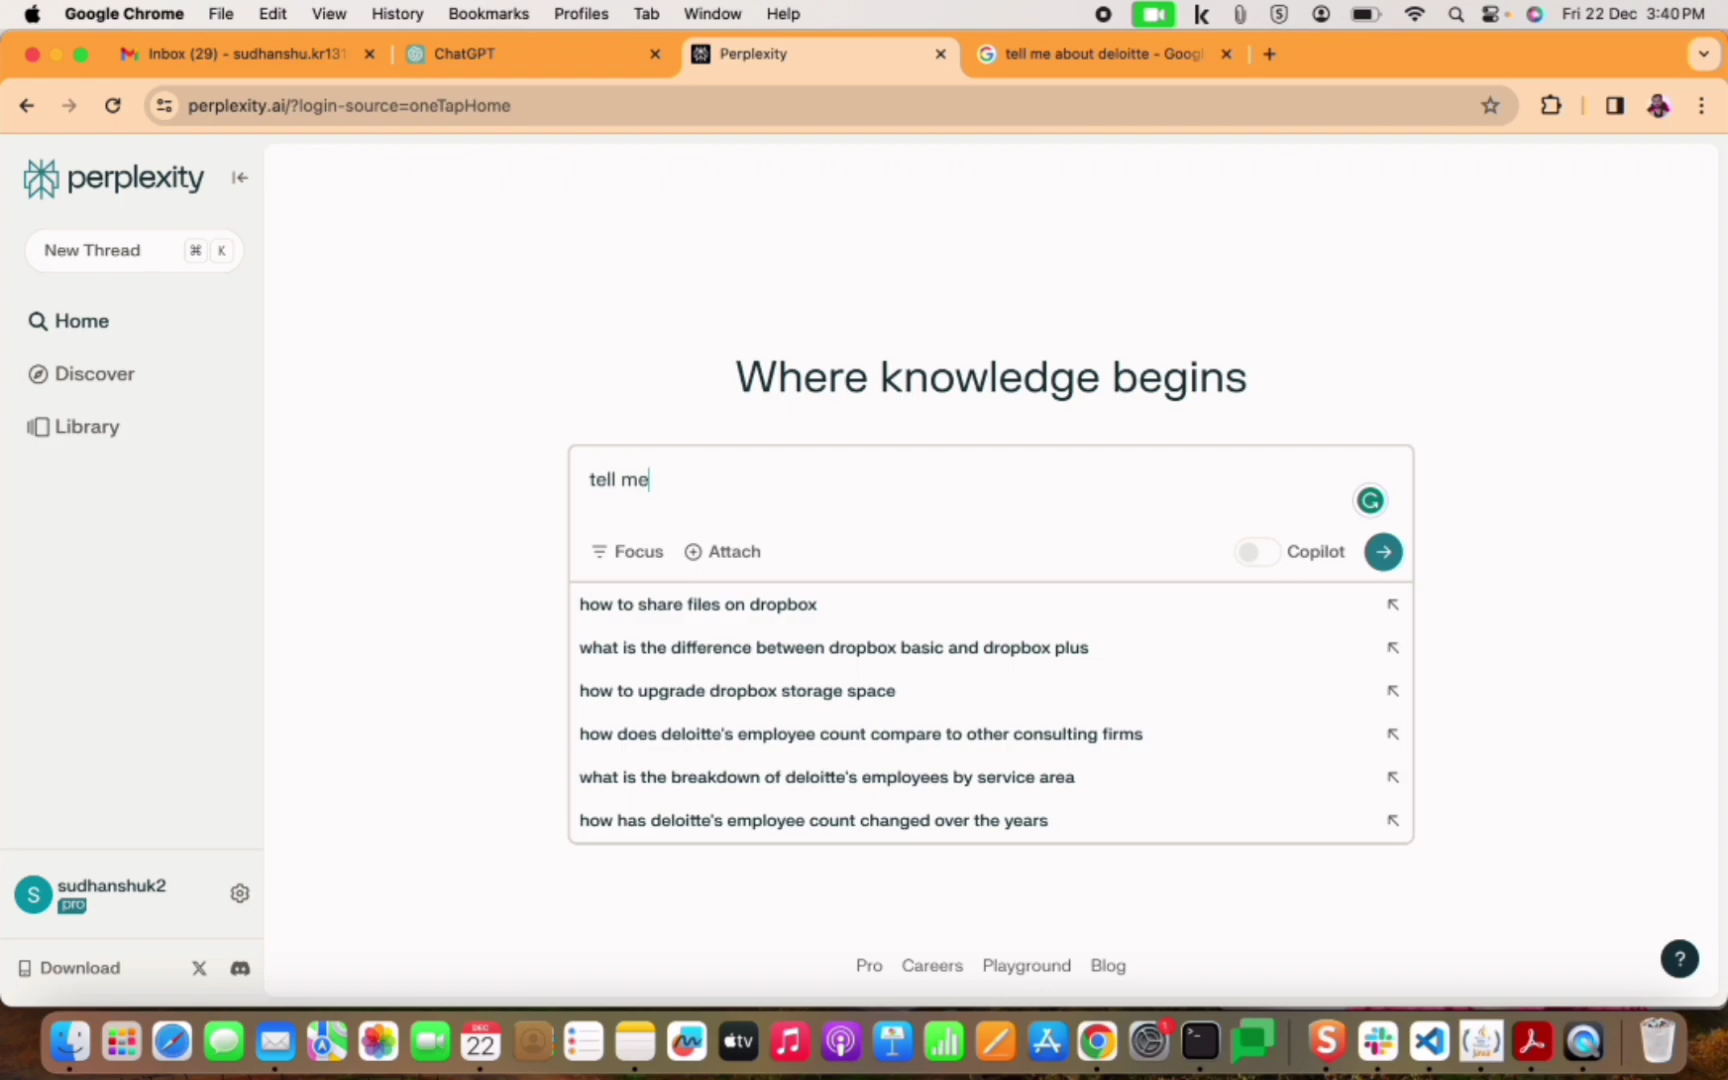 Google Chrome File Edit View History Bookmarks Profiles Tab Window Help Fri 22 Dec 3:40 PM
Inbox (29) - sudhanshu.kr131 ChatGPT Perplexity tell me about deloitte - Googl
perplexity.ai/?login-source=oneTapHome
perplexity
New Thread ⌘ K
Home
Discover
Library
Where knowledge begins
tell me
Focus Attach Copilot
how to share files on dropbox
what is the difference between dropbox basic and dropbox plus
how to upgrade dropbox storage space
how does deloitte's employee count compare to other consulting firms
what is the breakdown of deloitte's employees by service area
how has deloitte's employee count changed over the years
S sudhanshuk2
pro
Download
Pro Careers Playground Blog
?
DEC
22
tv
java